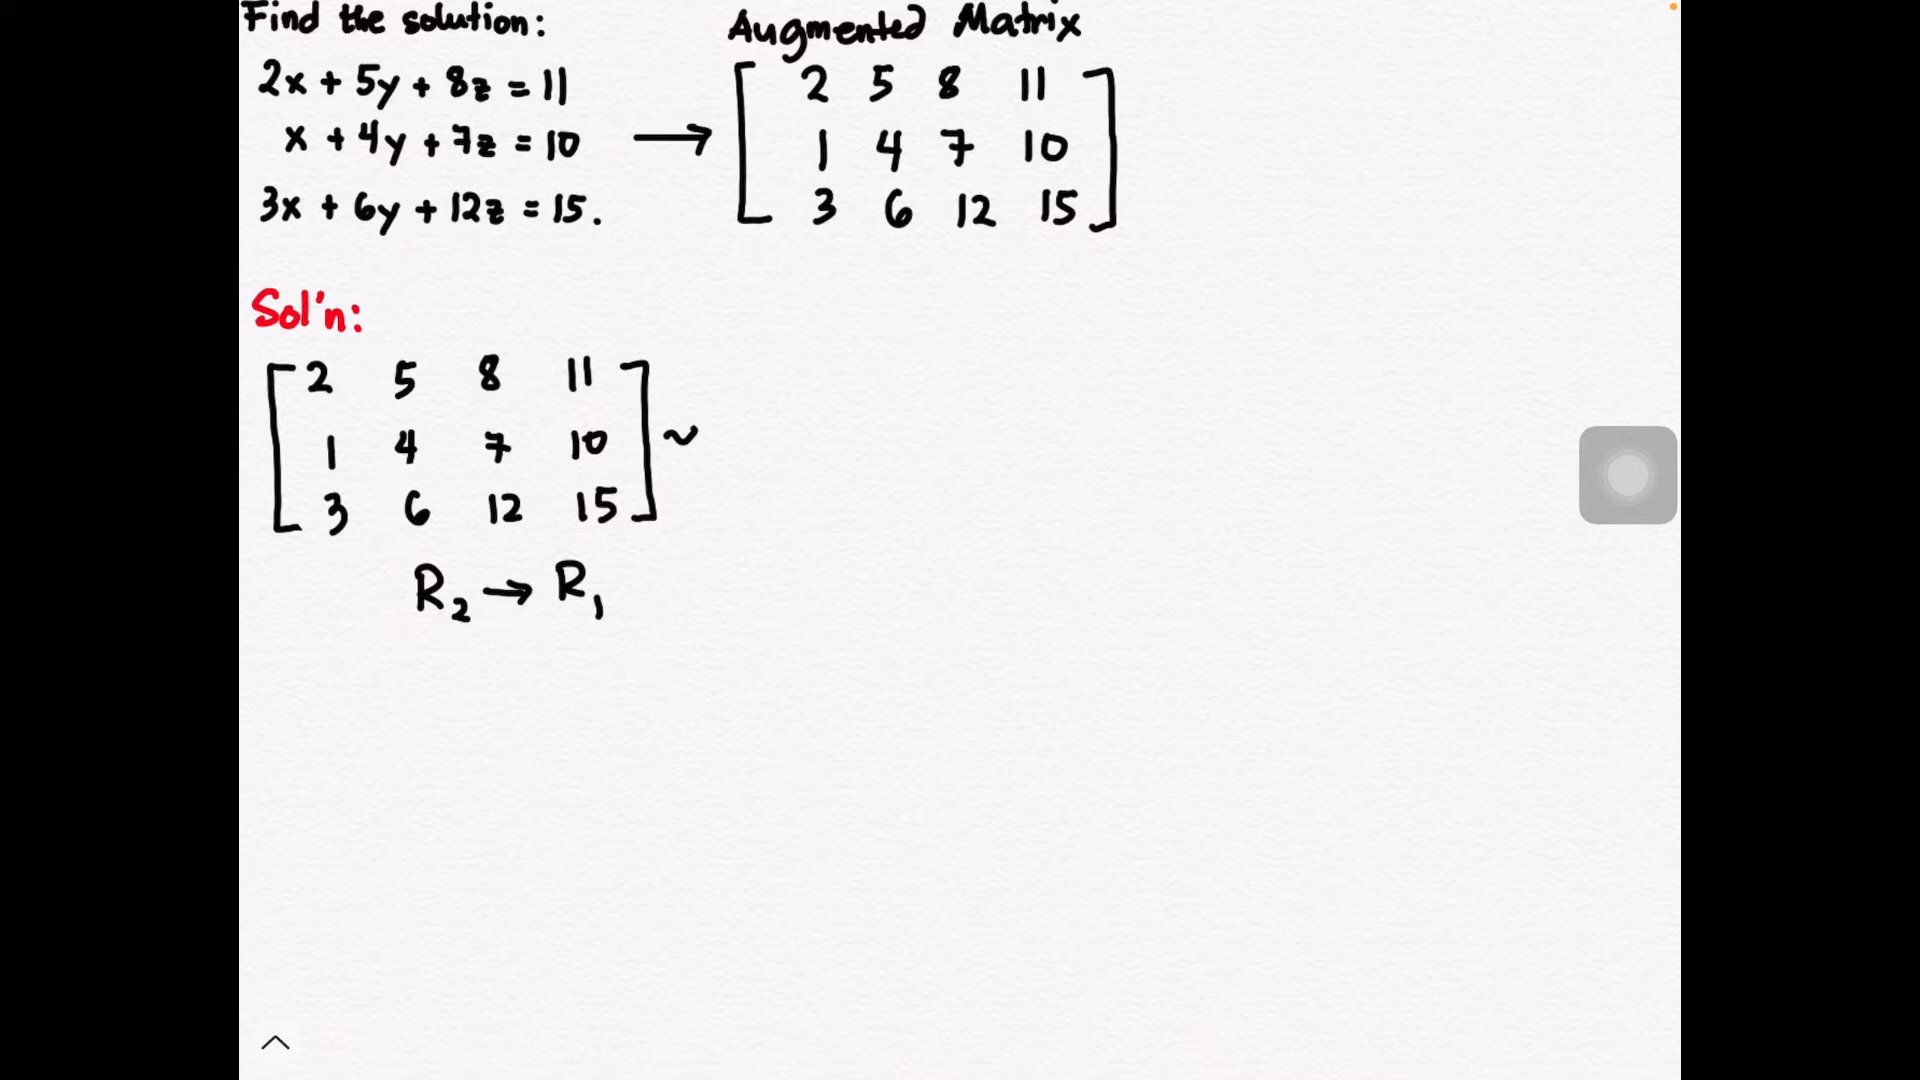 Find the solution:
2x + 5y + 8z = 11
x + 4y + 7z = 10
3x + 6y + 12z = 15.
→
Augmented Matrix
2 5 8 11
1 4 7 10
3 6 12 15
Sol'n:
2 5 8 11
1 4 7 10
3 6 12 15
~
R₂ → R₁